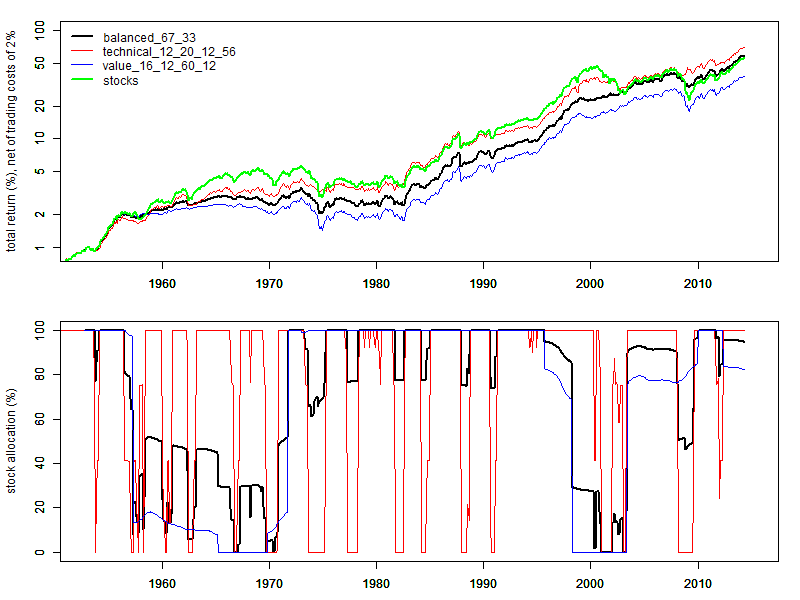 total return (%), net of trading costs of 2%
100
50
20
10
5
2
1
balanced_67_33
technical_12_20_12_56
value_16_12_60_12
stocks
1960 1970 1980 1990 2000 2010
stock allocation (%)
100
80
60
40
20
0
1960 1970 1980 1990 2000 2010